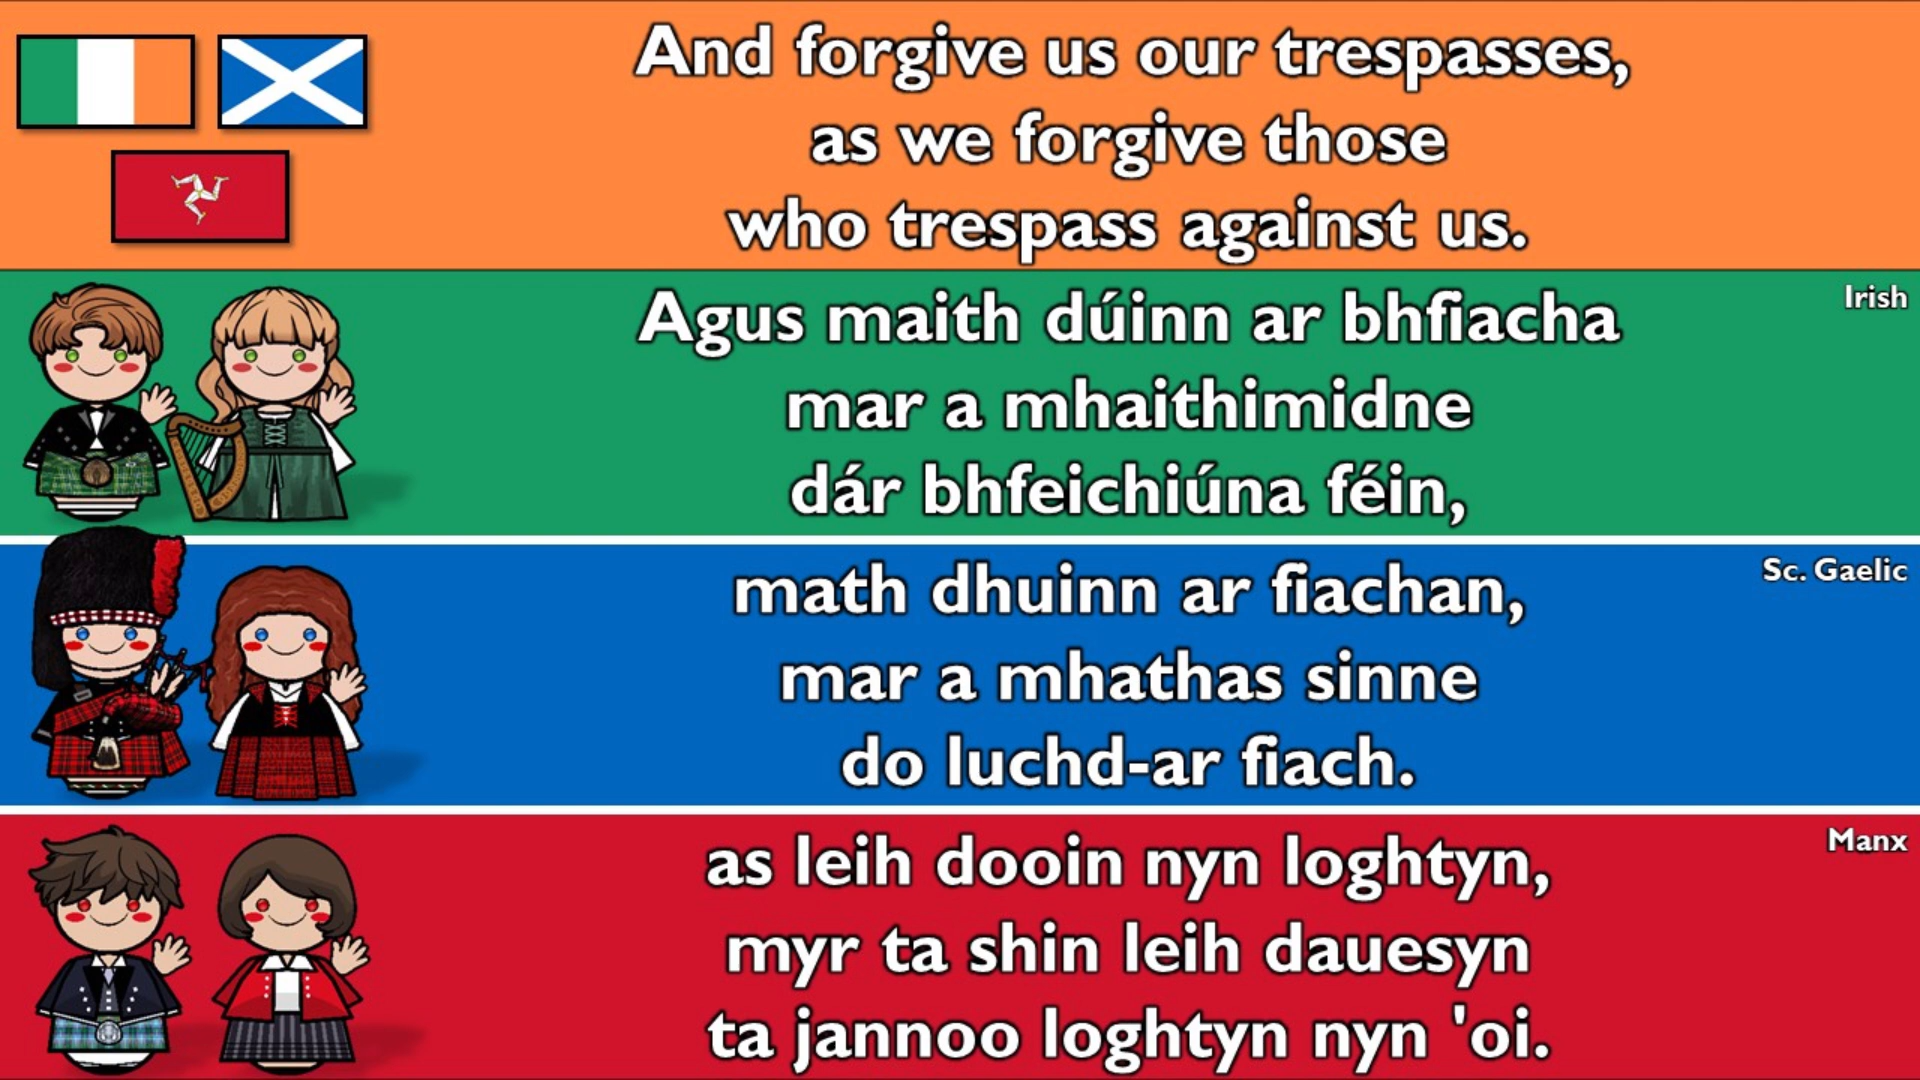 And forgive us our trespasses,
as we forgive those
who trespass against us.
Irish
Agus maith dúinn ar bhfiacha
mar a mhaithimidne
dár bhfeichiúna féin,
Sc. Gaelic
math dhuinn ar fiachan,
mar a mhathas sinne
do luchd-ar fiach.
Manx
as leih dooin nyn loghtyn,
myr ta shin leih dauesyn
ta jannoo loghtyn nyn 'oi.